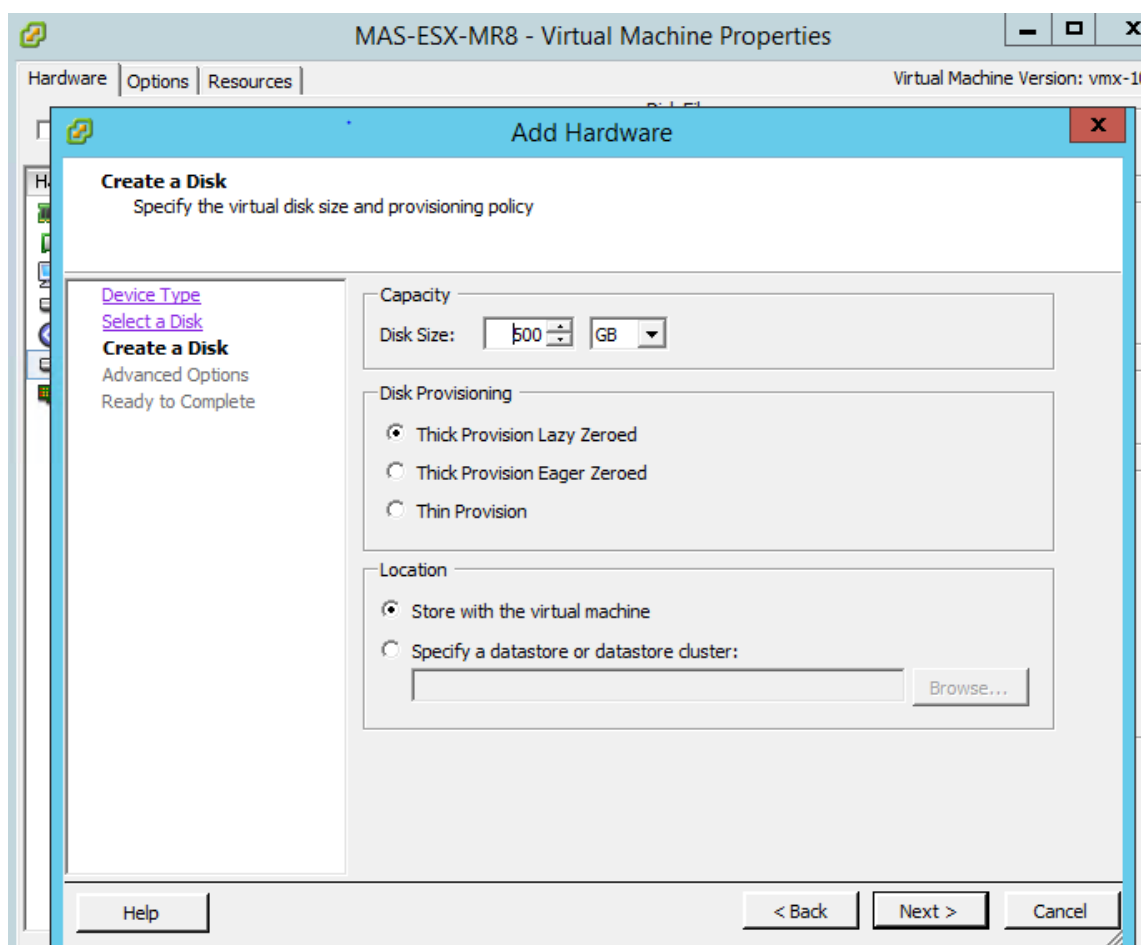 MAS-ESX-MR8 - Virtual Machine Properties
Hardware Options Resources
Virtual Machine Version: vmx-10
Add Hardware
x
Create a Disk
Specify the virtual disk size and provisioning policy
Device Type
Select a Disk
Create a Disk
Advanced Options
Ready to Complete
Capacity
Disk Size: 500 GB
Disk Provisioning
Thick Provision Lazy Zeroed
Thick Provision Eager Zeroed
Thin Provision
Location
Store with the virtual machine
Specify a datastore or datastore cluster:
Browse...
Help
< Back
Next >
Cancel